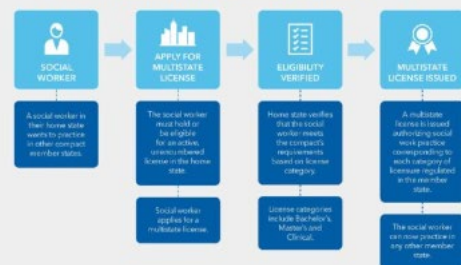 SOCIAL
WORKER
A social worker in
their home state
wants to practice
in other compact
member states.
APPLY FOR
MULTISTATE
LICENSE
The social worker
must hold or
be eligible
for an active,
unencumbered
license in the home
state.
Social worker
applies for a
multistate license.
ELIGIBILITY
VERIFIED
Home state verifies
that the social
worker meets
the compact's
requirements
based on license
category.
License categories
include Bachelor's,
Master's and
Clinical.
MULTISTATE
LICENSE ISSUED
A multistate
license is issued
authorizing social
work practice
corresponding to
each category of
licensure regulated
in the member
state.
The social worker
can now practice in
any other member
state.